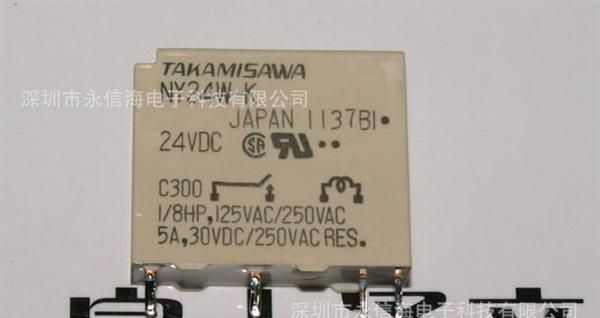 TAKAMISAWA
NY24W-K
深圳市永信海电子科技有限公司
JAPAN 1137B1
24VDC
C300
1/8HP,125VAC/250VAC
5A,30VDC/250VAC RES.
深圳市永信海电子科技有限公司